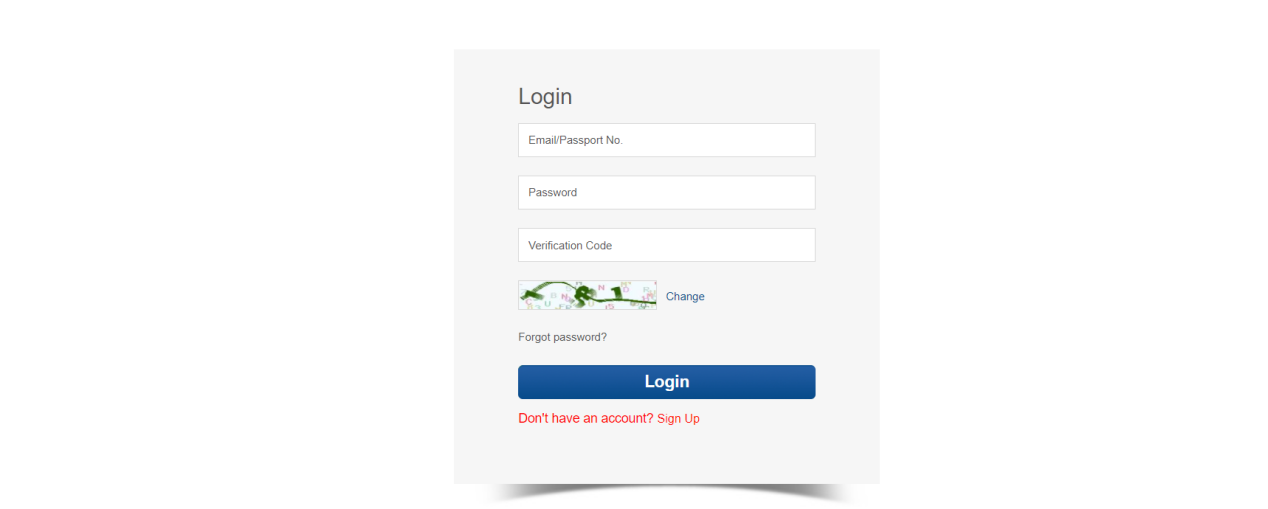 Login
Email/Passport No.
Password
Verification Code
Change
Forgot password?
Login
Don't have an account? Sign Up